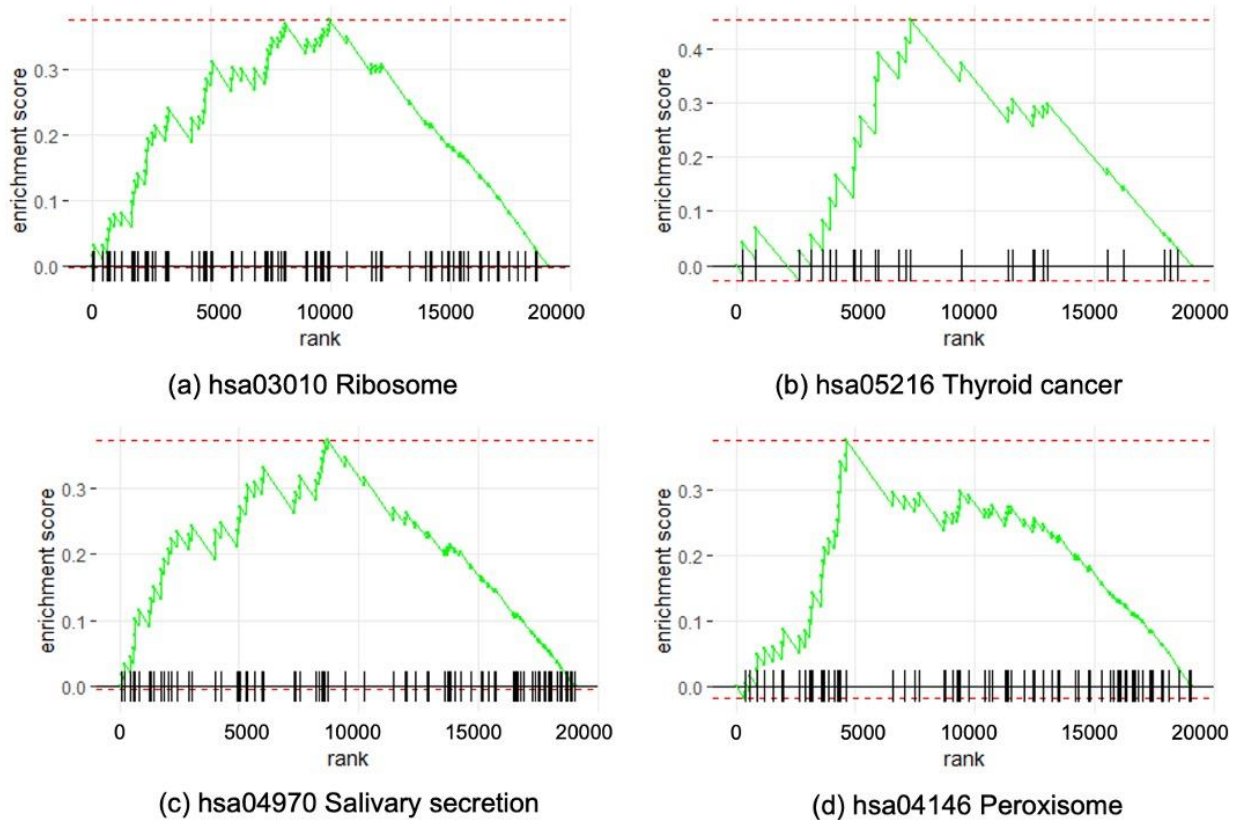 enrichment score
0.3
0.2
0.1
0.0
0 5000 10000 15000 20000
rank
(a) hsa03010 Ribosome
enrichment score
0.4
0.3
0.2
0.1
0.0
0 5000 10000 15000 20000
rank
(b) hsa05216 Thyroid cancer
enrichment score
0.3
0.2
0.1
0.0
0 5000 10000 15000 20000
rank
(c) hsa04970 Salivary secretion
enrichment score
0.3
0.2
0.1
0.0
0 5000 10000 15000 20000
rank
(d) hsa04146 Peroxisome